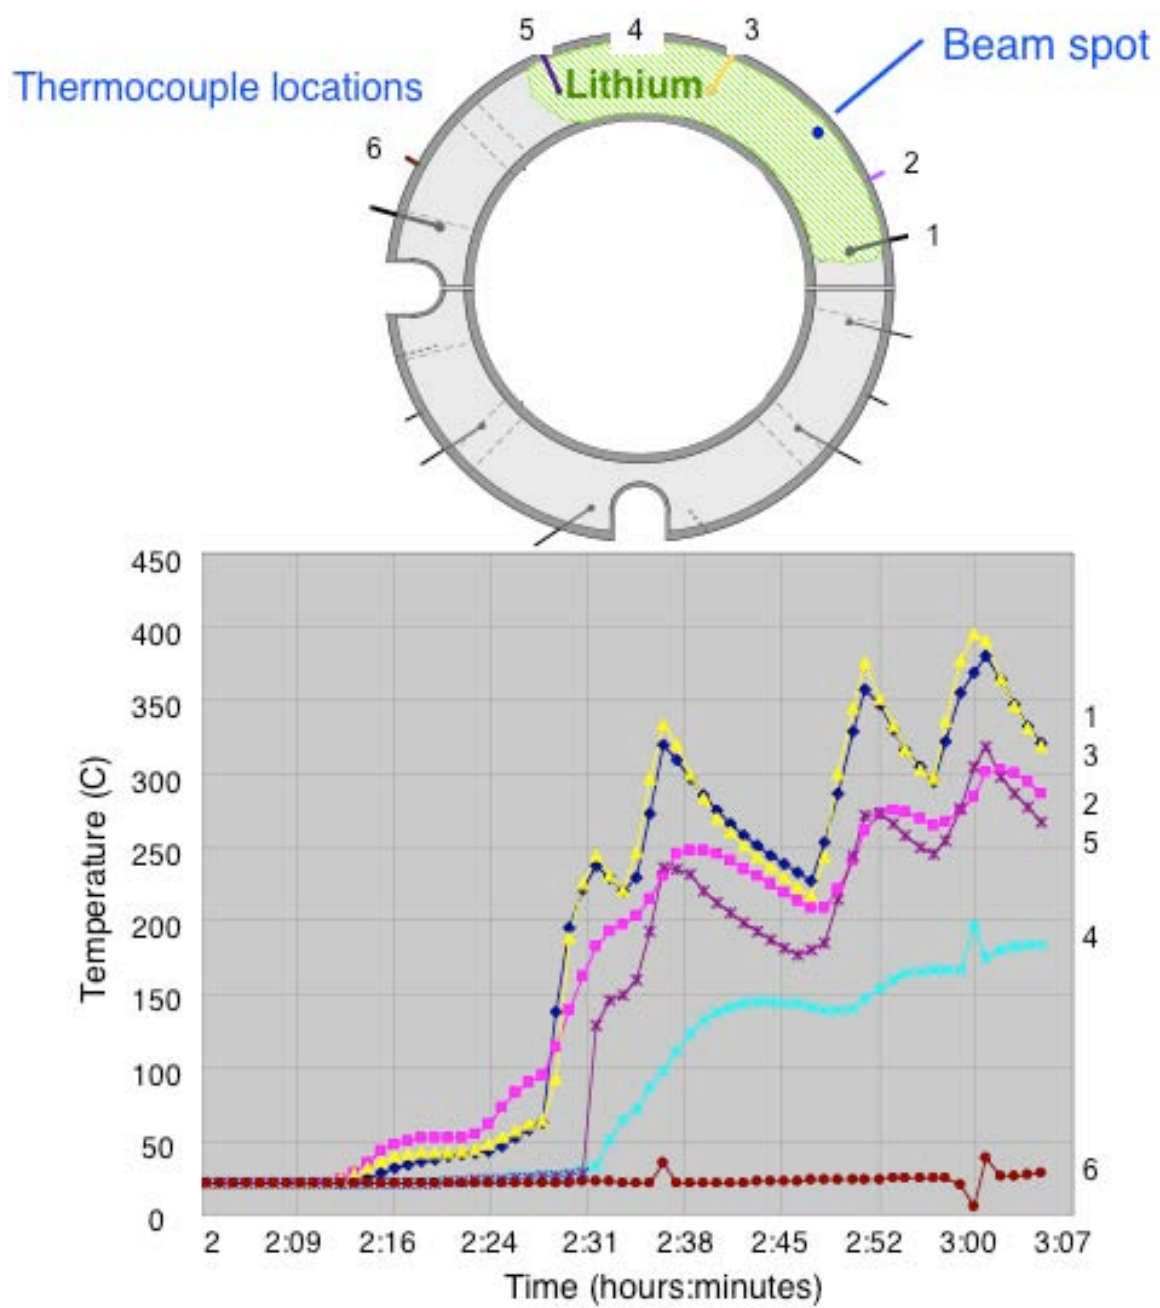 5 4 3
Beam spot
Thermocouple locations
Lithium
6
2
1
450
400
350
300
250
200
150
100
50
0
Temperature (C)
1
3
2
5
4
6
2 2:09 2:16 2:24 2:31 2:38 2:45 2:52 3:00 3:07
Time (hours:minutes)